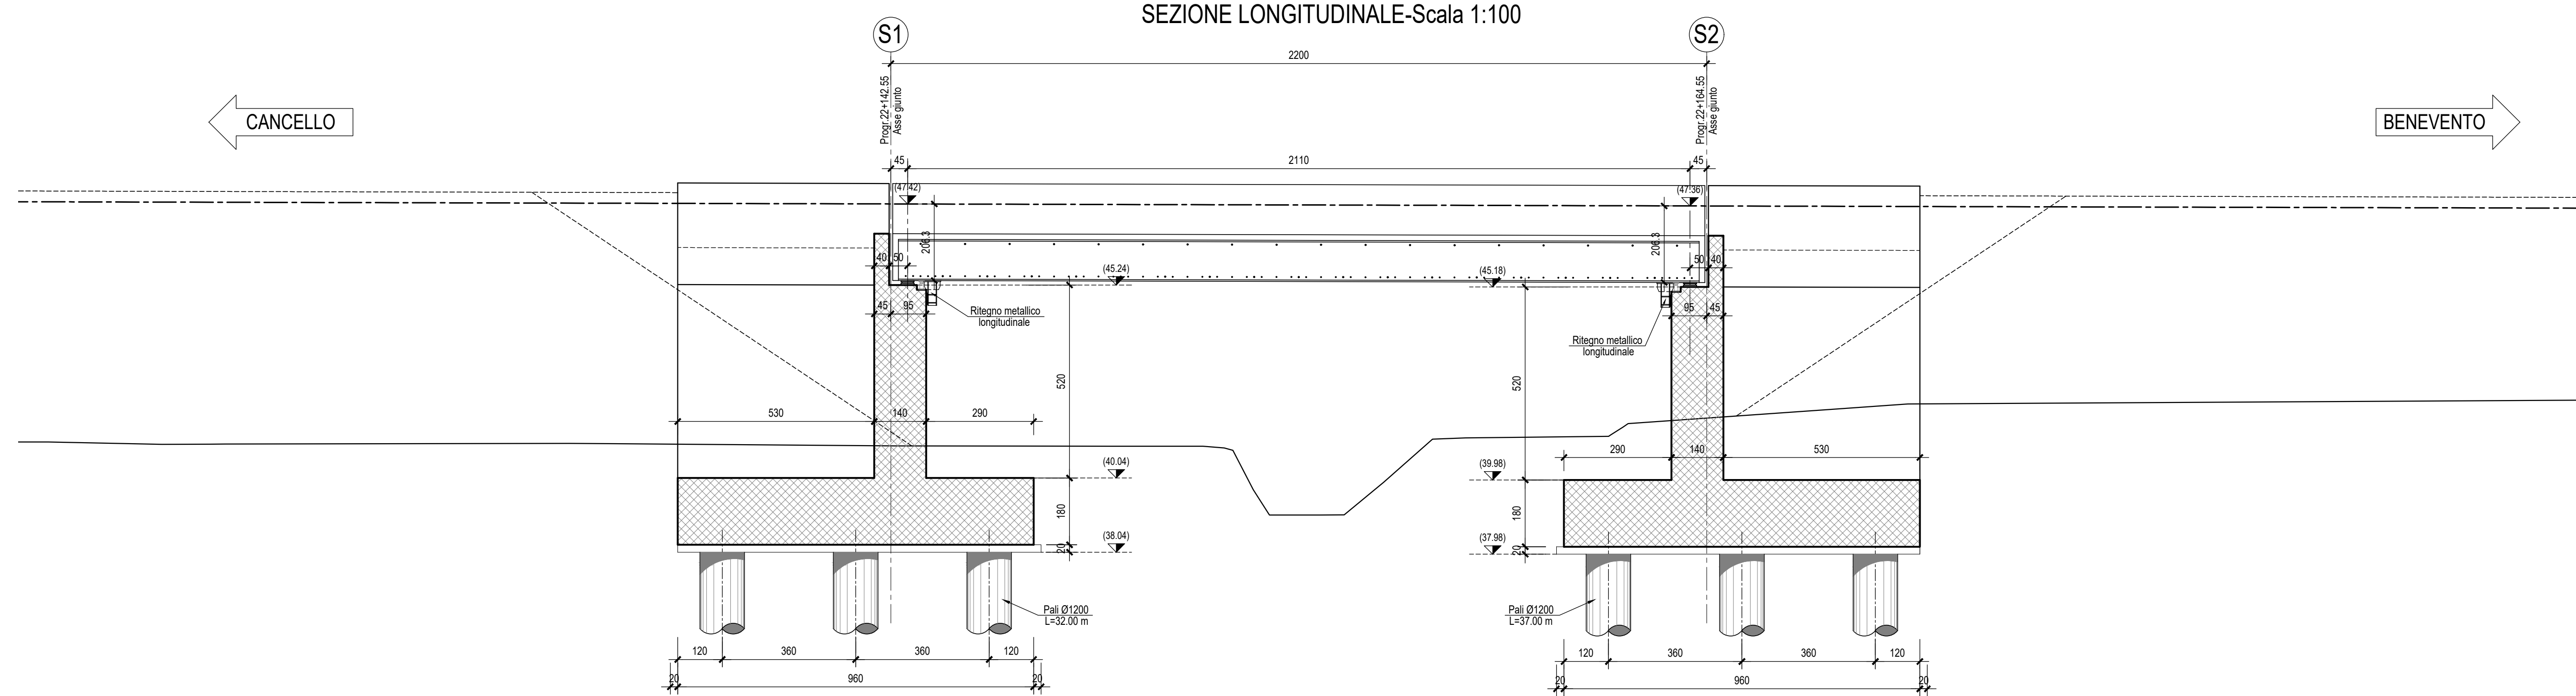 SEZIONE LONGITUDINALE-Scala 1:100
S1
S2
2200
Progr.22+142.55
Asse giunto
Progr.22+164.55
Asse giunto
CANCELLO
BENEVENTO
45
2110
45
(47.42)
(47.36)
206.3
206.3
40
50
50
40
(45.24)
(45.18)
45
95
95
45
Ritegno metallico
longitudinale
Ritegno metallico
longitudinale
520
520
530
140
290
290
140
530
(40.04)
(39.98)
180
180
(38.04)
(37.98)
20
20
Pali Ø1200
L=32.00 m
Pali Ø1200
L=37.00 m
120
360
360
120
120
360
360
120
20
960
20
20
960
20